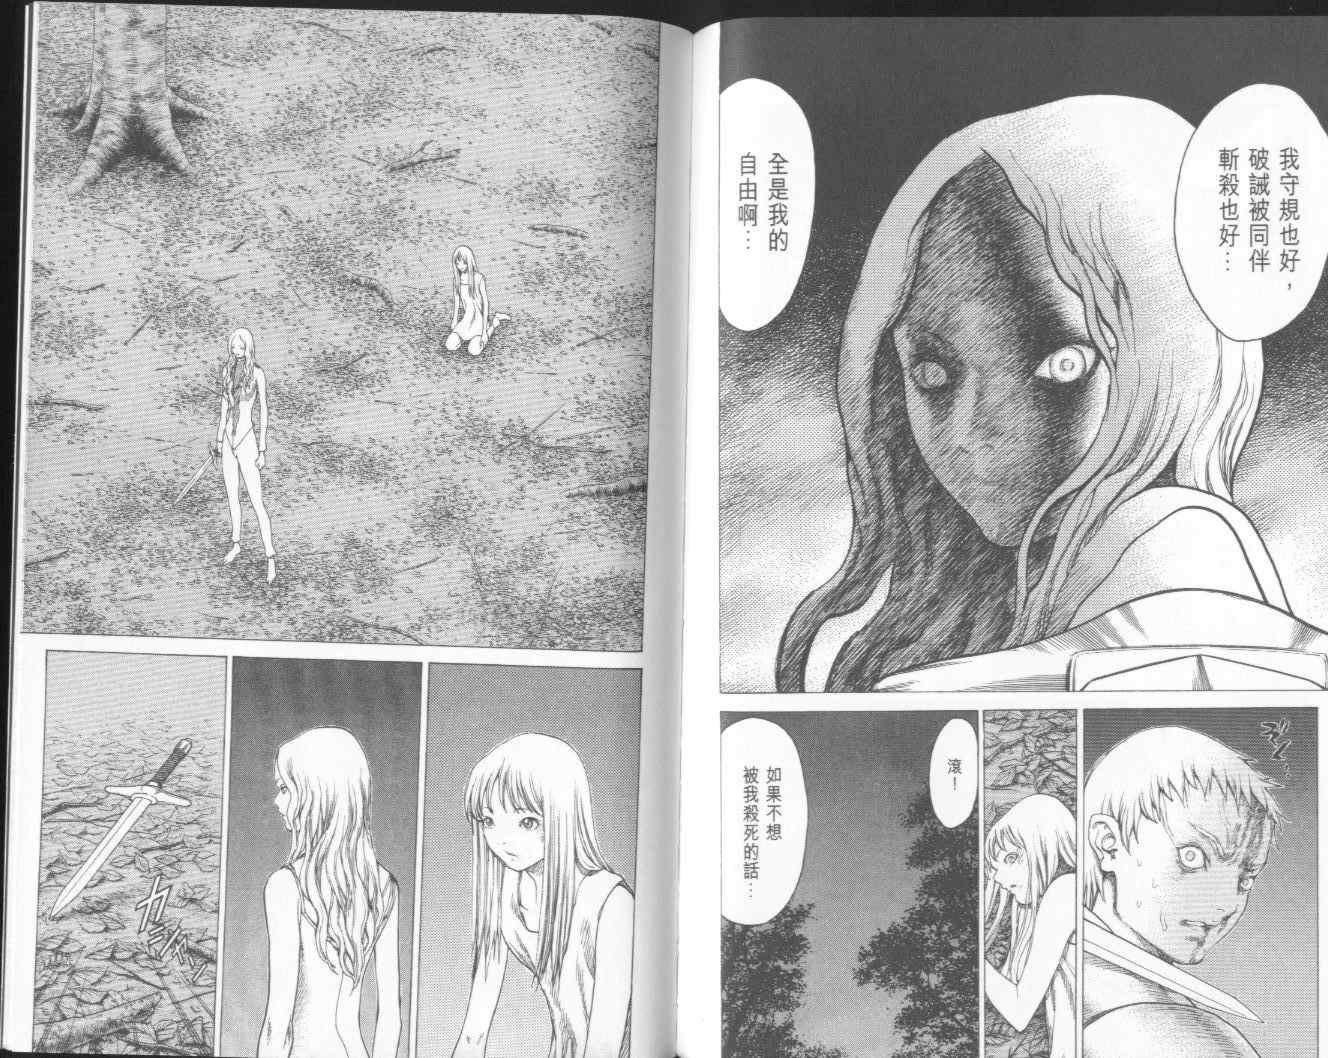 我守規也好，
破誡被同伴
斬殺也好…
全是我的
自由啊…
滾！
如果不想
被我殺死的話…